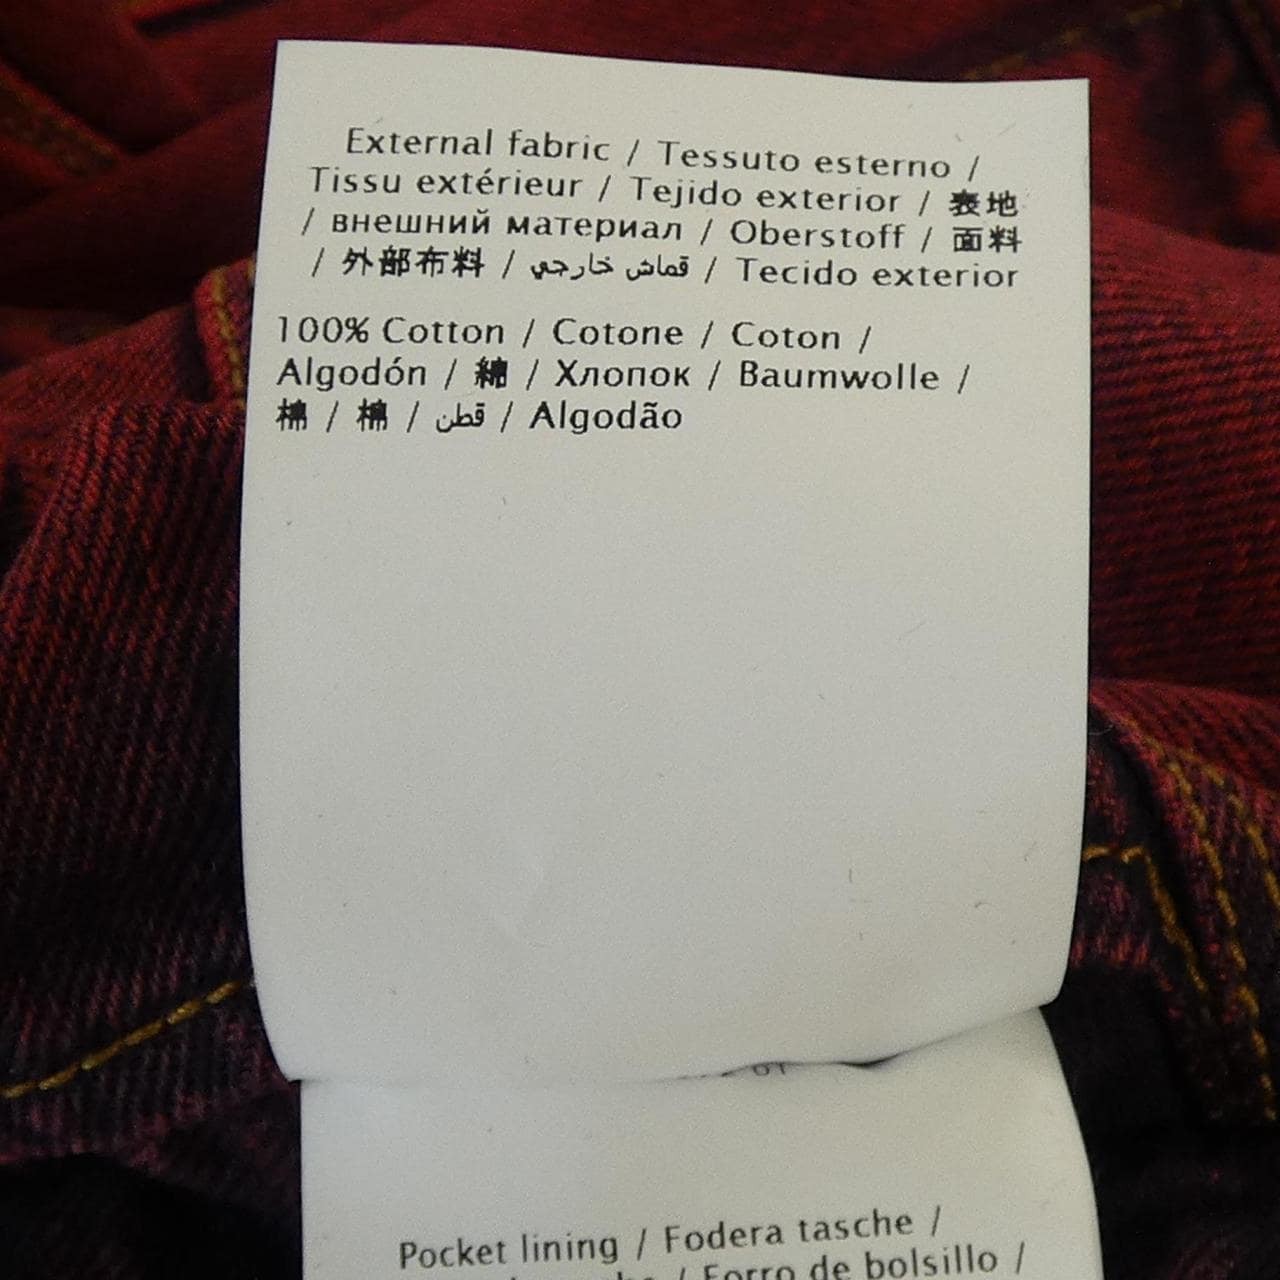 External fabric / Tessuto esterno /
Tissu extérieur / Tejido exterior / 表地
/ внешний материал / Oberstoff / 面料
/ 外部布料 / قماش خارجي / Tecido exterior
100% Cotton / Cotone / Coton /
Algodón / 綿 / Хлопок / Baumwolle /
棉 / 棉 / قطن / Algodão
Pocket lining / Fodera tasche /
/ Forro de bolsillo /